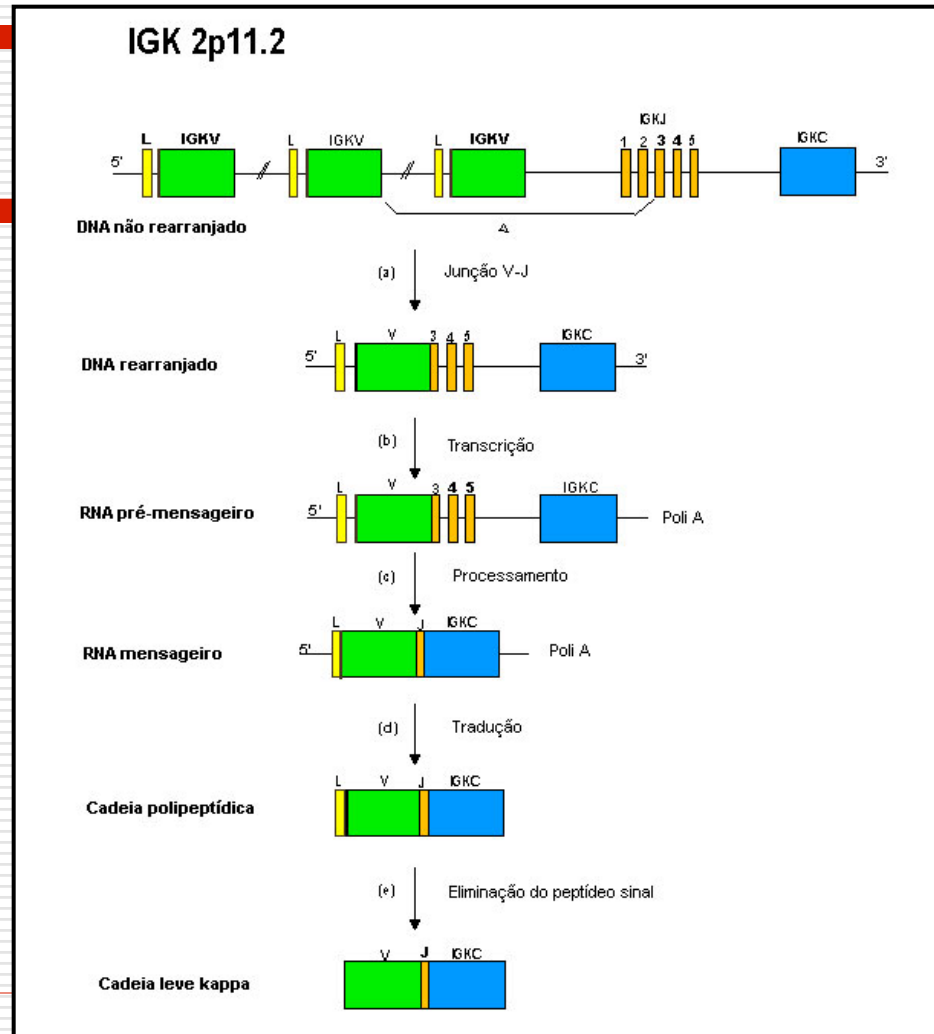 IGK 2p11.2
IGKJ
L IGKV L IGKV L IGKV 1 2 3 4 5 IGKC
5' // // 3'
DNA não rearranjado A
(a) Junção V-J
L V 3 4 5 IGKC
DNA rearranjado 5' 3'
(b) Transcrição
L V 3 4 5 IGKC
RNA pré-mensageiro 5' Poli A
(c) Processamento
L V J IGKC
RNA mensageiro 5' Poli A
(d) Tradução
L V J IGKC
Cadeia polipeptídica
(e) Eliminação do peptídeo sinal
V J IGKC
Cadeia leve kappa